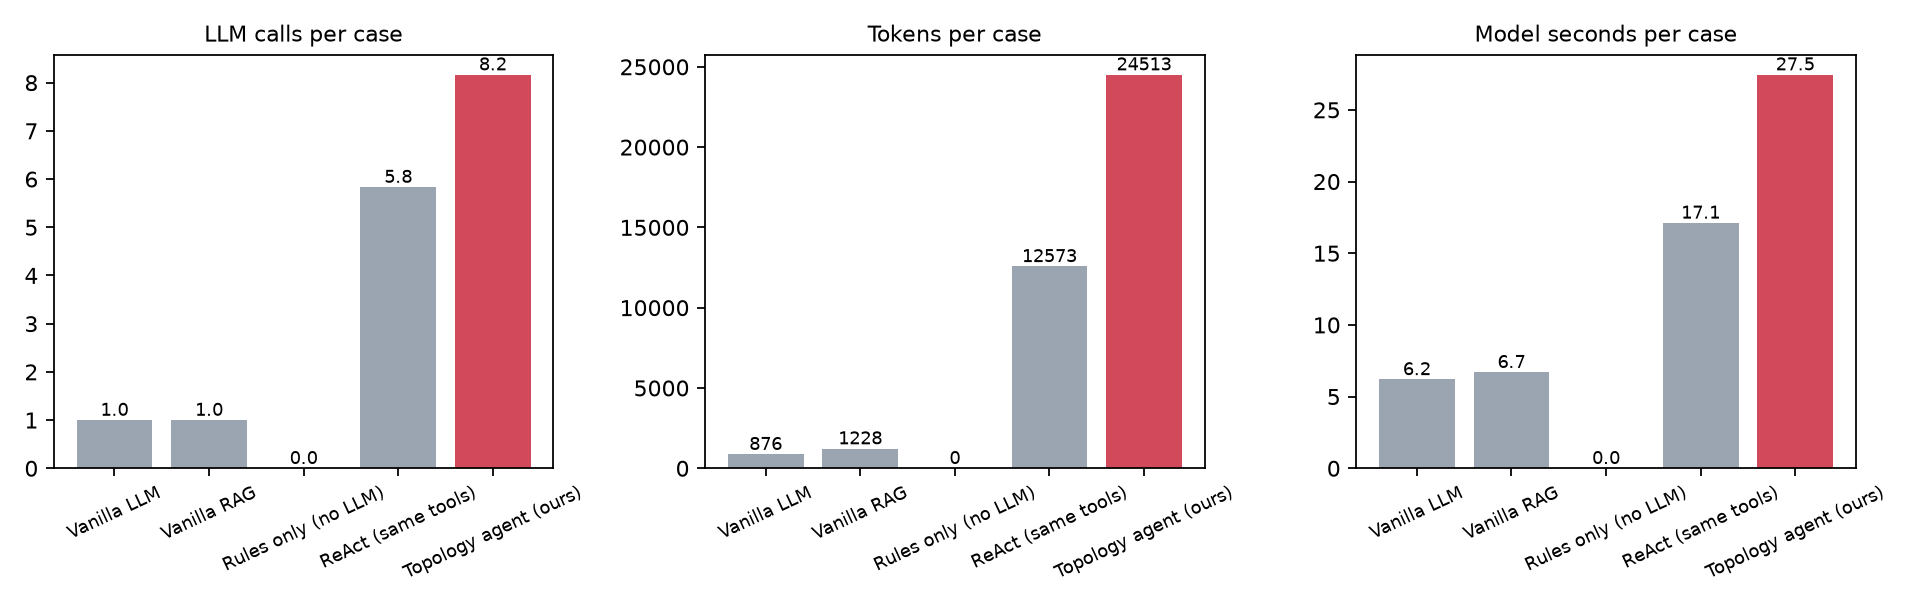 LLM calls per case
8
7
6
5
4
3
2
1
0
1.0
1.0
0.0
5.8
8.2
Vanilla LLM
Vanilla RAG
Rules only (no LLM)
ReAct (same tools)
Topology agent (ours)
Tokens per case
25000
20000
15000
10000
5000
0
876
1228
0
12573
24513
Vanilla LLM
Vanilla RAG
Rules only (no LLM)
ReAct (same tools)
Topology agent (ours)
Model seconds per case
25
20
15
10
5
0
6.2
6.7
0.0
17.1
27.5
Vanilla LLM
Vanilla RAG
Rules only (no LLM)
ReAct (same tools)
Topology agent (ours)